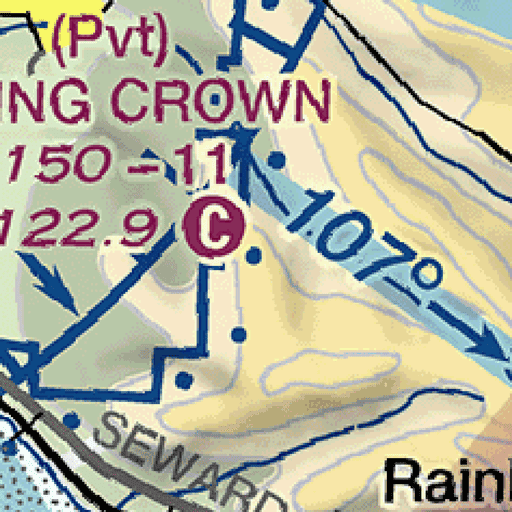 (Pvt)
ING CROWN
150 - 11
122.9 C
107°
SEWARD
Rain